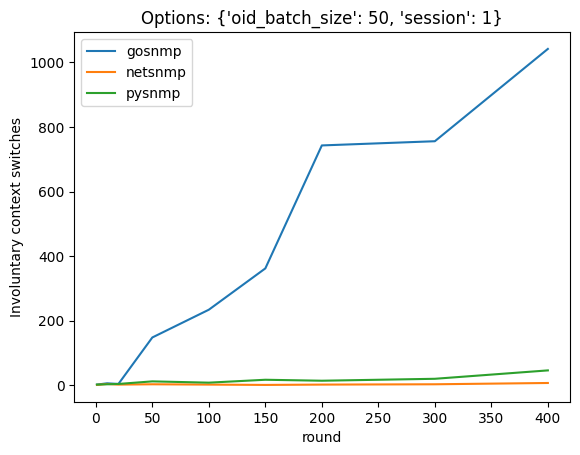 Options: {'oid_batch_size': 50, 'session': 1}
gosnmp
netsnmp
pysnmp
Involuntary context switches
1000
800
600
400
200
0
0 50 100 150 200 250 300 350 400
round